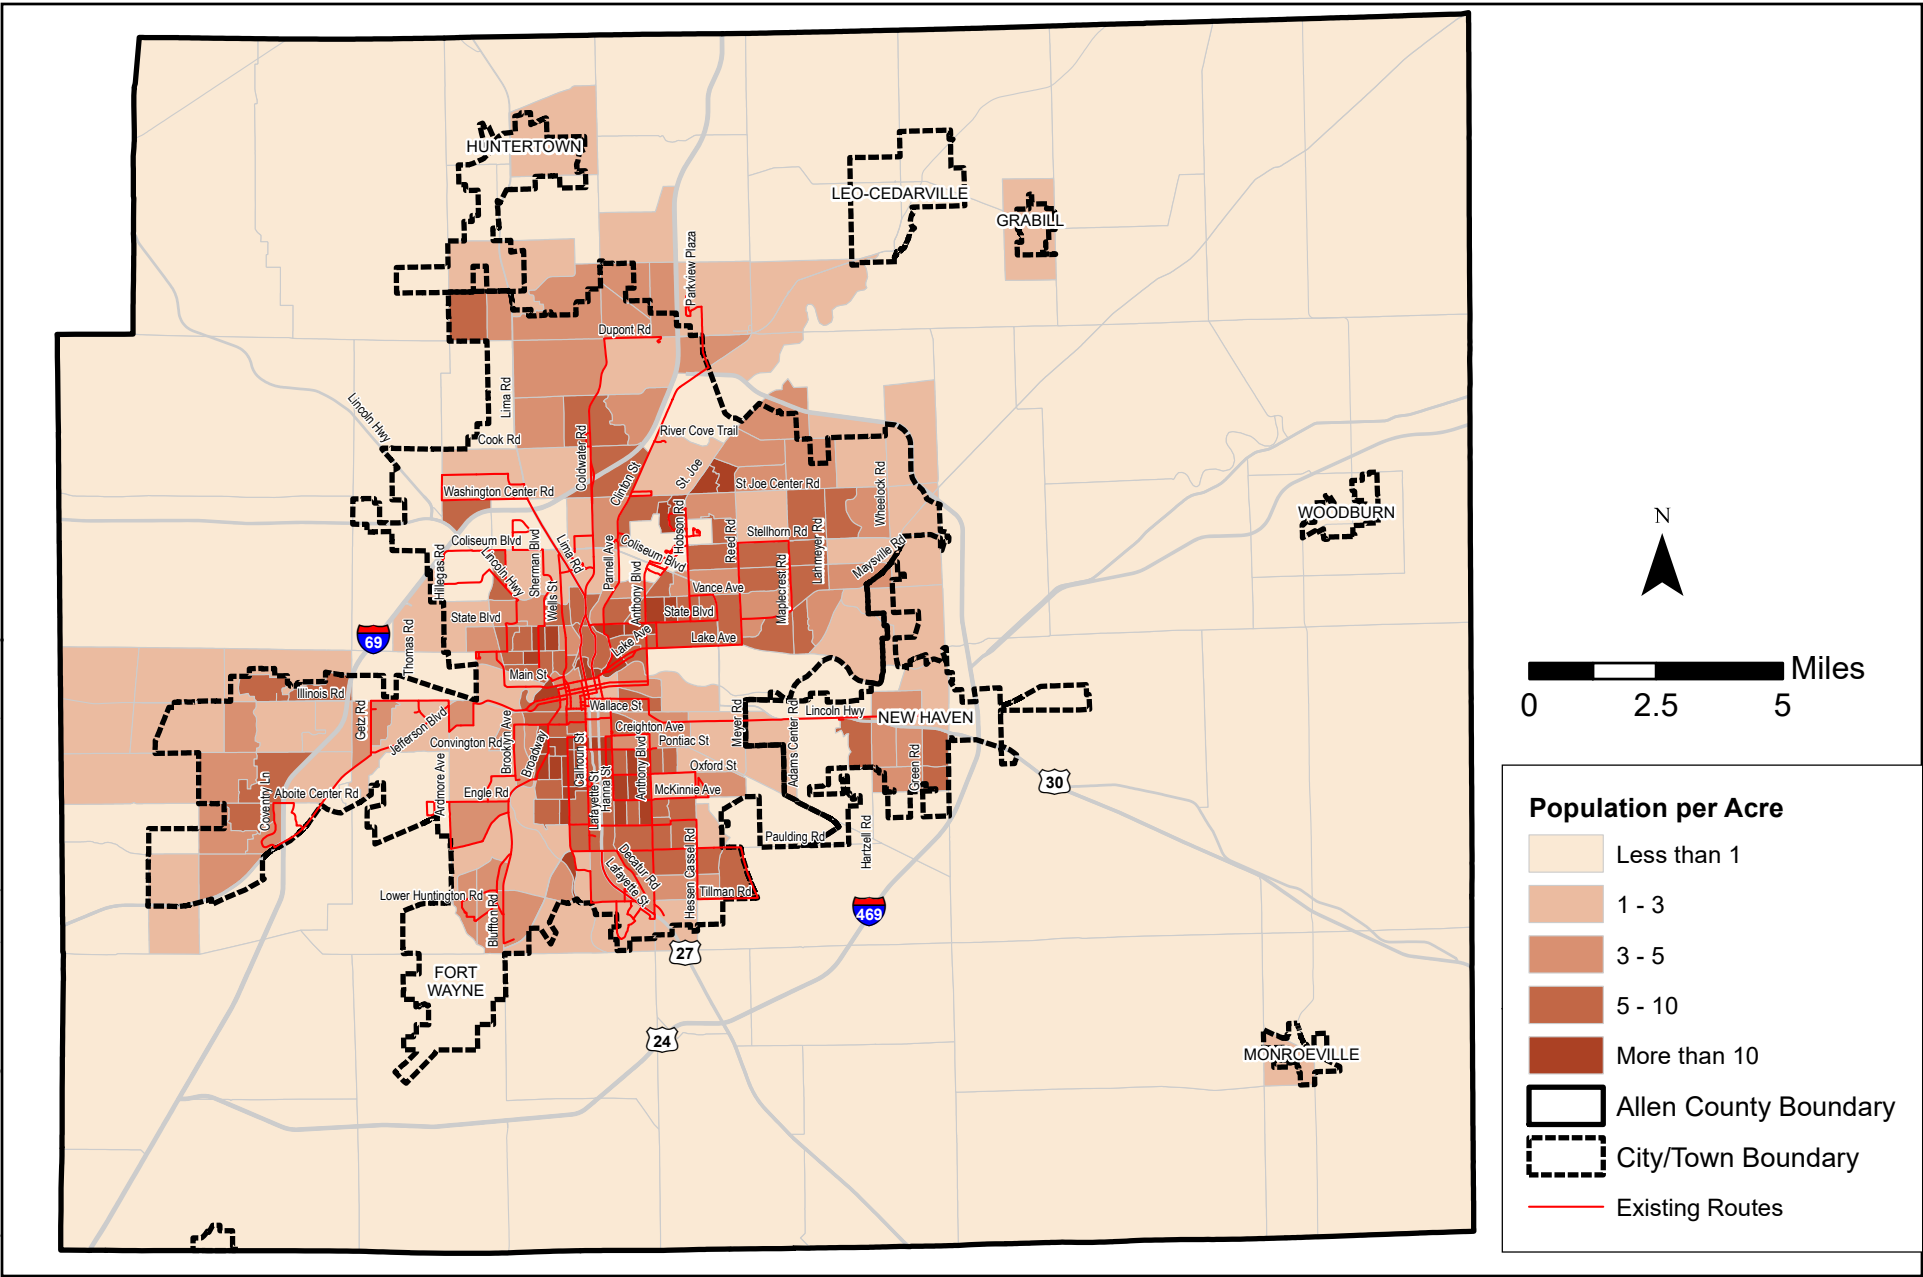 HUNTERTOWN
LEO-CEDARVILLE
GRABILL
Parkview Plaza
Dupont Rd
Lima Rd
Lincoln Hwy
Cook Rd
Coldwater Rd
River Cove Trail
Clinton St
St. Joe
Washington Center Rd
St Joe Center Rd
Wheelock Rd
WOODBURN
N
Hobson Rd
Reed Rd
Stellhorn Rd
Lahmeyer Rd
Maysville Rd
Coliseum Blvd
Lincoln Hwy
Sherman Blvd
Lima Rd
Parnell Ave
Coliseum Blvd
Hillegas Rd
Wells St
Anthony Blvd
Vance Ave
Maplecrest Rd
State Blvd
State Blvd
Lake Ave
Lake Ave
69
Thomas Rd
Main St
Illinois Rd
Getz Rd
Jefferson Blvd
Wallace St
Creighton Ave
Pontiac St
Meyer Rd
Adams Center Rd
Lincoln Hwy
NEW HAVEN
Convington Rd
Brooklyn Ave
Broadway
Calhoun St
Lafayette St
Hanna St
Anthony Blvd
Oxford St
McKinnie Ave
Green Rd
30
Ardmore Ave
Engle Rd
Coventry Ln
Aboite Center Rd
Paulding Rd
Hartzell Rd
Hessen Cassel Rd
Decatur Rd
Lafayette St
Tillman Rd
Lower Huntington Rd
Bluffton Rd
469
27
FORT
WAYNE
24
MONROEVILLE
Miles
0 2.5 5
Population per Acre
Less than 1
1 - 3
3 - 5
5 - 10
More than 10
Allen County Boundary
City/Town Boundary
Existing Routes